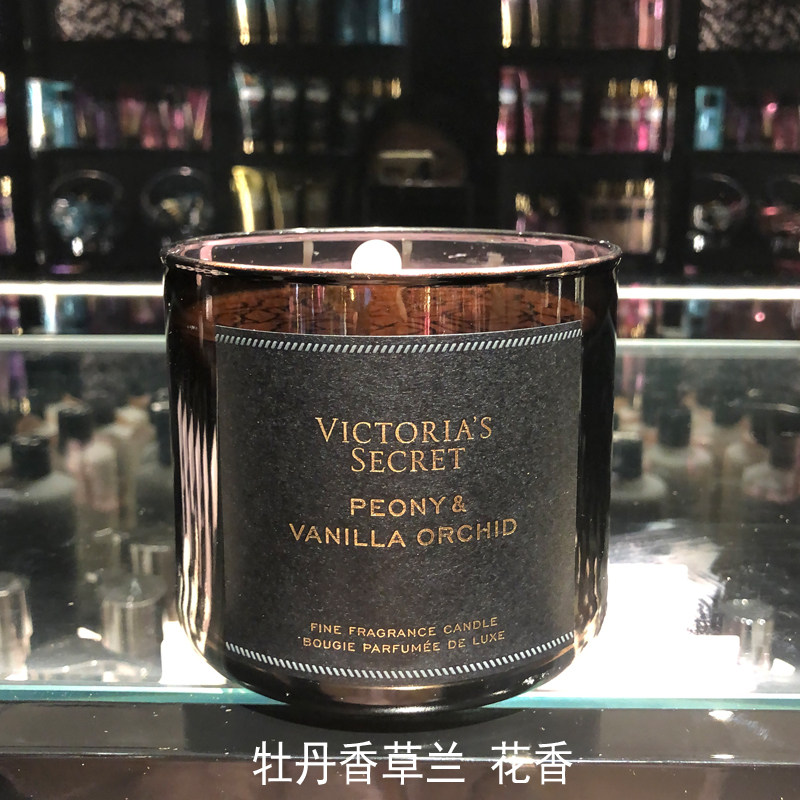 VICTORIA'S
SECRET
PEONY &
VANILLA ORCHID
FINE FRAGRANCE CANDLE
BOUGIE PARFUMÉE DE LUXE
牡丹香草兰 花香